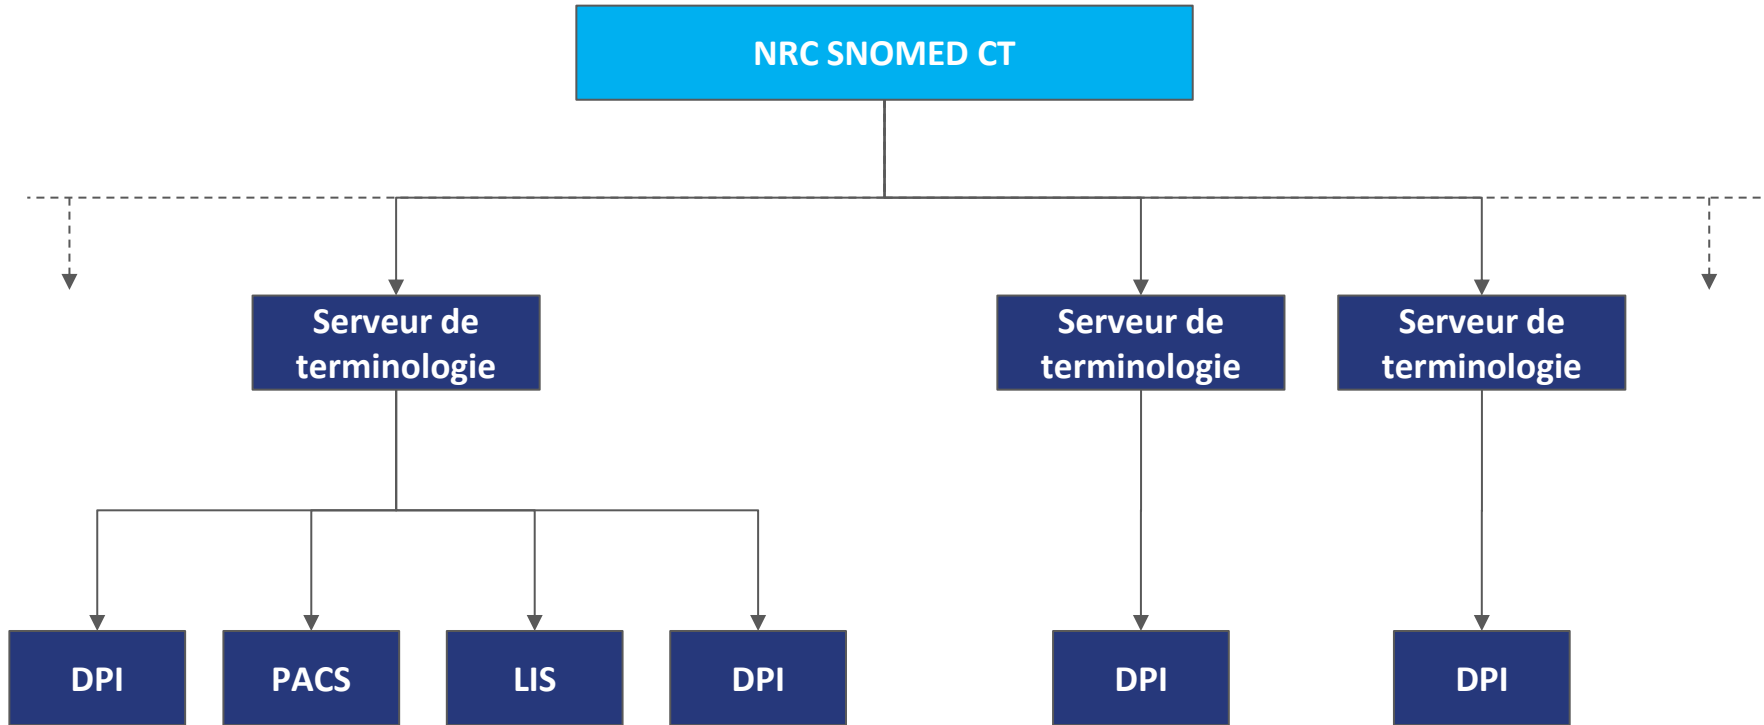 NRC SNOMED CT
Serveur de
terminologie
Serveur de
terminologie
Serveur de
terminologie
DPI
PACS
LIS
DPI
DPI
DPI